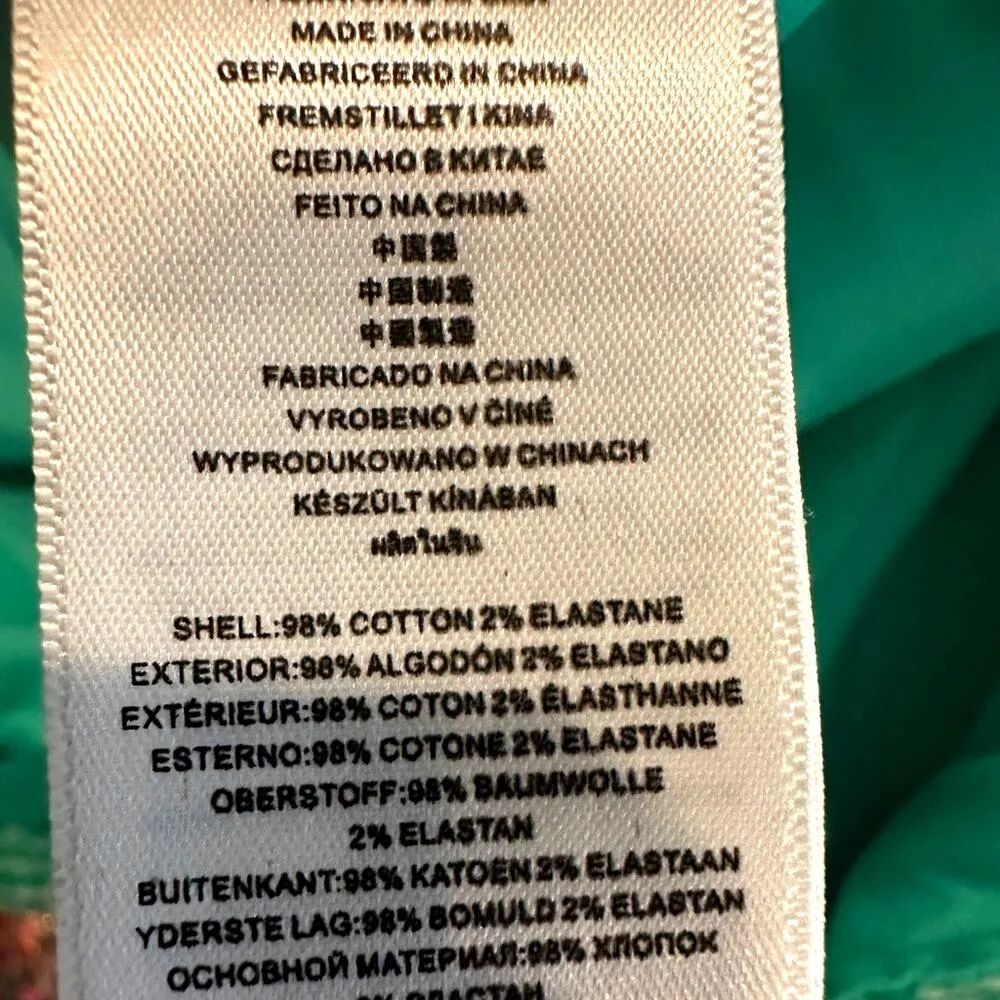 MADE IN CHINA
GEFABRICEERD IN CHINA
FREMSTILLET I KINA
СДЕЛАНО В КИТАЕ
FEITO NA CHINA
中国製
中国制造
中國製造
FABRICADO NA CHINA
VYROBENO V ČÍNĚ
WYPRODUKOWANO W CHINACH
KÉSZÜLT KÍNÁBAN
ผลิตในจีน
SHELL:98% COTTON 2% ELASTANE
EXTERIOR:98% ALGODÓN 2% ELASTANO
EXTÉRIEUR:98% COTON 2% ÉLASTHANNE
ESTERNO:98% COTONE 2% ELASTANE
OBERSTOFF:98% BAUMWOLLE
2% ELASTAN
BUITENKANT:98% KATOEN 2% ELASTAAN
YDERSTE LAG:98% BOMULD 2% ELASTAN
ОСНОВНОЙ МАТЕРИАЛ:98% ХЛОПОК